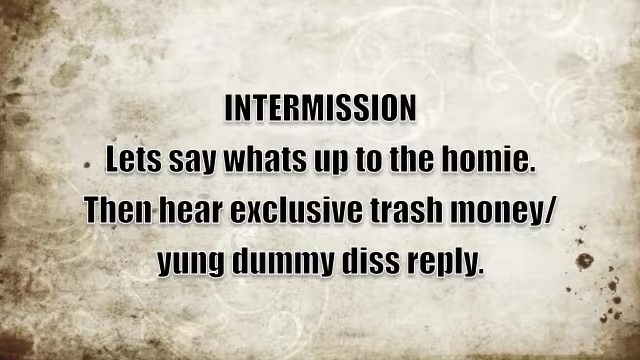 INTERMISSION
Lets say whats up to the homie.
Then hear exclusive trash money/
yung dummy diss reply.